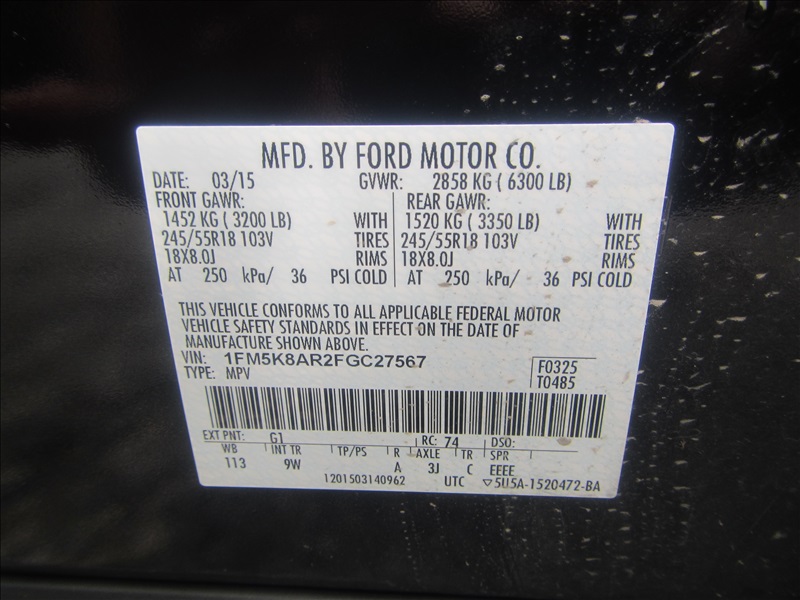 MFD. BY FORD MOTOR CO.
DATE: 03/15 GVWR: 2858 KG ( 6300 LB)
FRONT GAWR: REAR GAWR:
1452 KG ( 3200 LB) WITH 1520 KG ( 3350 LB) WITH
245/55R18 103V TIRES 245/55R18 103V TIRES
18X8.0J RIMS 18X8.0J RIMS
AT 250 kPa/ 36 PSI COLD AT 250 kPa/ 36 PSI COLD
THIS VEHICLE CONFORMS TO ALL APPLICABLE FEDERAL MOTOR
VEHICLE SAFETY STANDARDS IN EFFECT ON THE DATE OF
MANUFACTURE SHOWN ABOVE.
VIN: 1FM5K8AR2FGC27567 F0325
TYPE: MPV T0485
EXT PNT: G1 RC: 74 DSO:
WB INT TR TP/PS R AXLE TR SPR
113 9W A 3J C EEEE
1201503140962 UTC ▽5U5A-1520472-BA